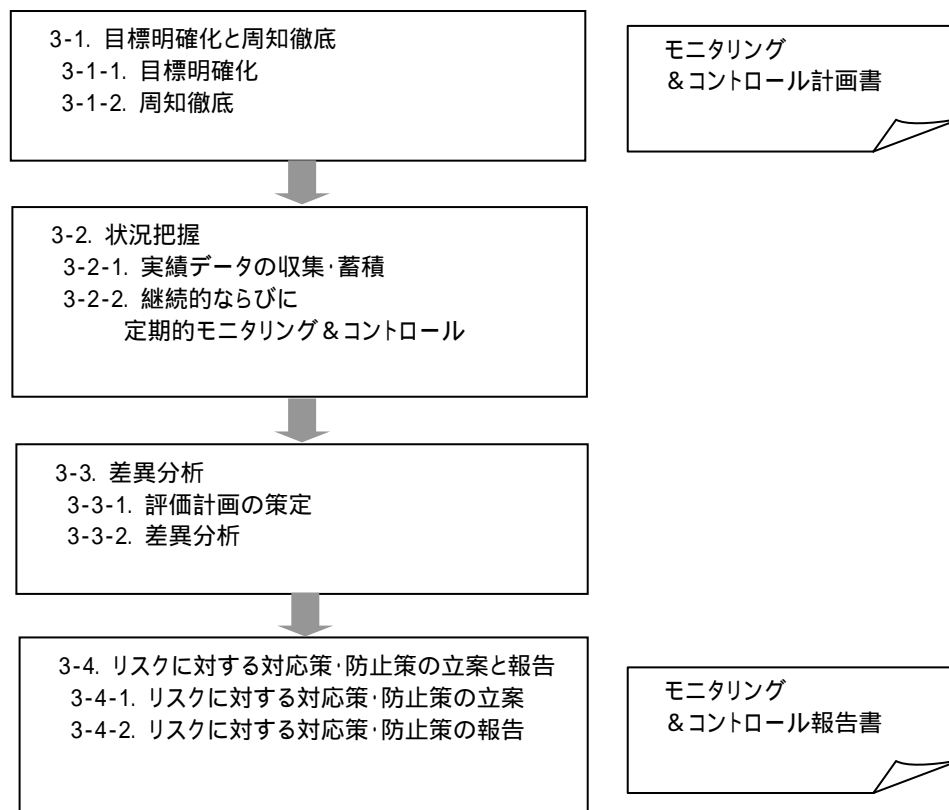 3-1. 目標明確化と周知徹底
3-1-1. 目標明確化
3-1-2. 周知徹底
モニタリング
＆コントロール計画書
3-2. 状況把握
3-2-1. 実績データの収集･蓄積
3-2-2. 継続的ならびに
定期的モニタリング＆コントロール
3-3. 差異分析
3-3-1. 評価計画の策定
3-3-2. 差異分析
3-4. リスクに対する対応策･防止策の立案と報告
3-4-1. リスクに対する対応策･防止策の立案
3-4-2. リスクに対する対応策･防止策の報告
モニタリング
＆コントロール報告書